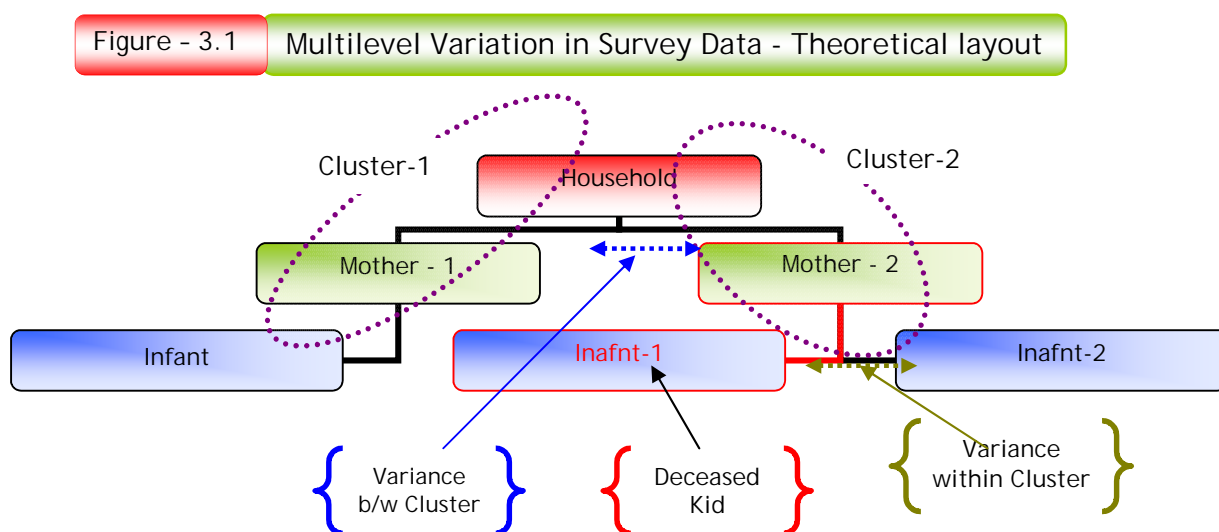 Figure - 3.1
Multilevel Variation in Survey Data - Theoretical layout
Cluster-1
Cluster-2
Household
Mother - 1
Mother - 2
Infant
Inafnt-1
Inafnt-2
Variance
b/w Cluster
Deceased
Kid
Variance
within Cluster